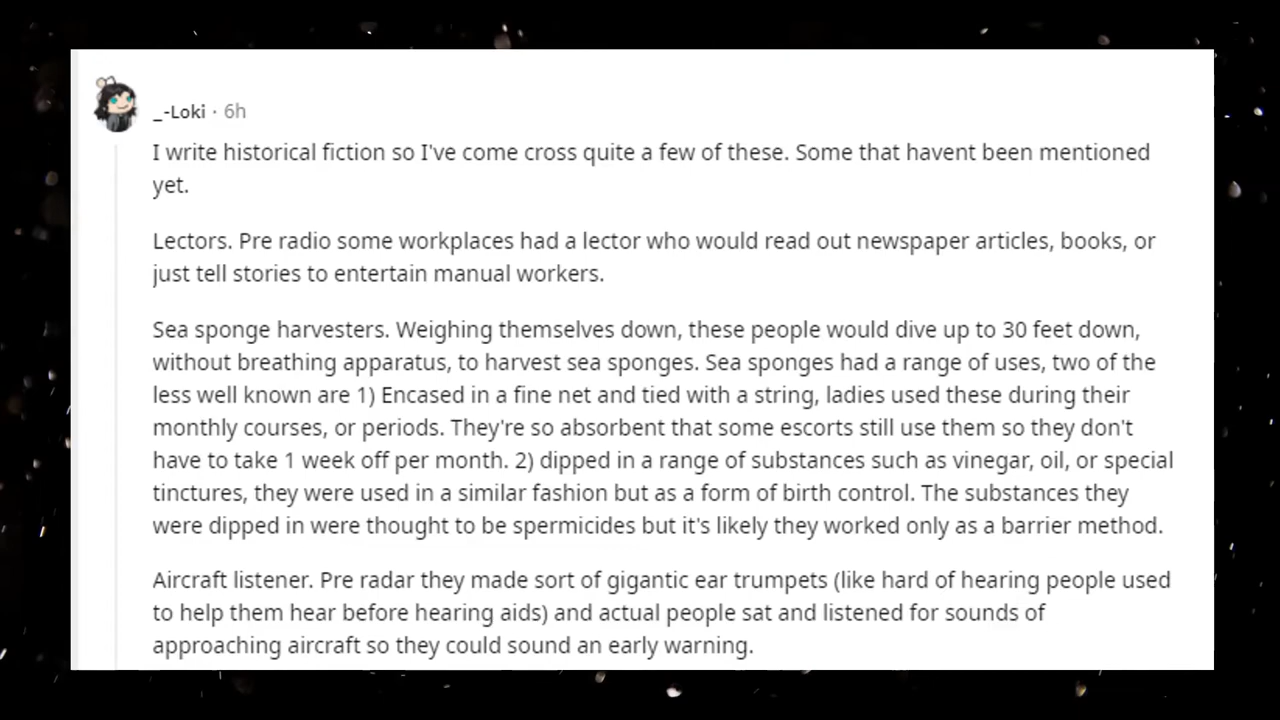 _-Loki · 6h
I write historical fiction so I've come cross quite a few of these. Some that havent been mentioned
yet.
Lectors. Pre radio some workplaces had a lector who would read out newspaper articles, books, or
just tell stories to entertain manual workers.
Sea sponge harvesters. Weighing themselves down, these people would dive up to 30 feet down,
without breathing apparatus, to harvest sea sponges. Sea sponges had a range of uses, two of the
less well known are 1) Encased in a fine net and tied with a string, ladies used these during their
monthly courses, or periods. They're so absorbent that some escorts still use them so they don't
have to take 1 week off per month. 2) dipped in a range of substances such as vinegar, oil, or special
tinctures, they were used in a similar fashion but as a form of birth control. The substances they
were dipped in were thought to be spermicides but it's likely they worked only as a barrier method.
Aircraft listener. Pre radar they made sort of gigantic ear trumpets (like hard of hearing people used
to help them hear before hearing aids) and actual people sat and listened for sounds of
approaching aircraft so they could sound an early warning.